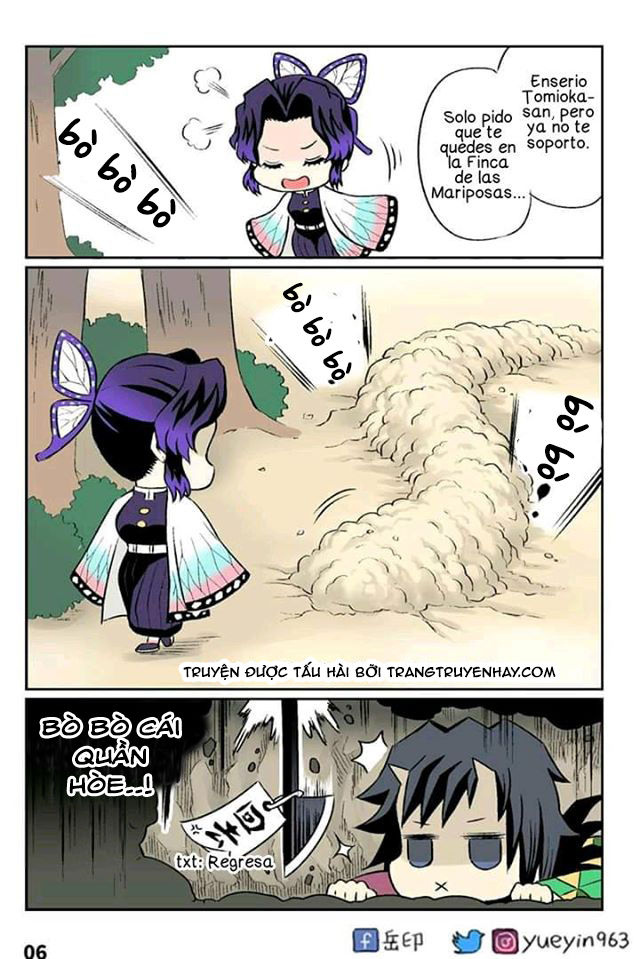 Enserio
Tomioka-
san, pero
ya no te
soporto.
Solo pido
que te
quedes en
la Finca
de las
Mariposas...
bò bò bò
bò bò bò
bò bò
TRUYỆN ĐƯỢC TẤU HÀI BỞI TRANGTRUYENHAY.COM
BÒ BÒ CÁI
QUẦN
HÒE...!
txt: Regresa
06
岳印
yueyin963